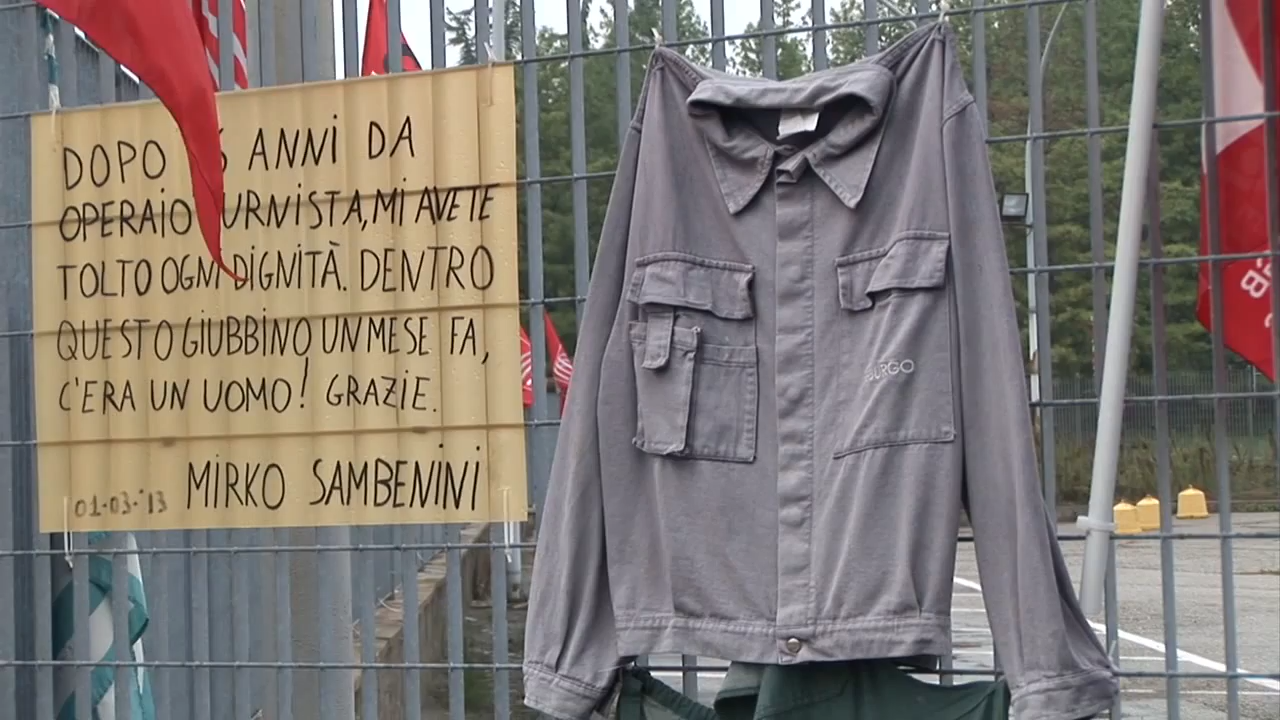 DOPO ANNi DA
OPERAIO MI AVETE
TOLTO OGNI DIGNITÀ. DENTRO
QUESTO GIUBBINO UN MESE FA,
C'ERA UN UOMO! GRAZIE.
MIRKO SAMBENINI
01-03-'13
BURGO